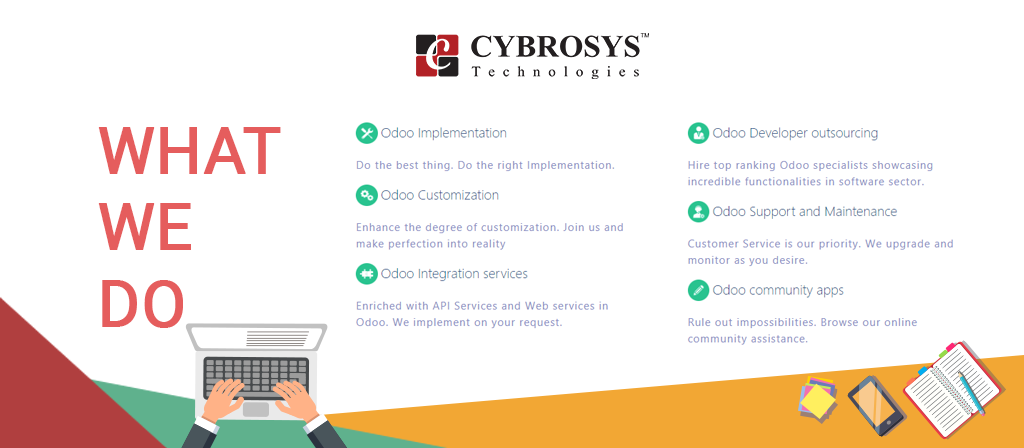 CYBROSYS™
Technologies
WHAT
WE
DO
Odoo Implementation
Do the best thing. Do the right Implementation.
Odoo Customization
Enhance the degree of customization. Join us and
make perfection into reality
Odoo Integration services
Enriched with API Services and Web services in
Odoo. We implement on your request.
Odoo Developer outsourcing
Hire top ranking Odoo specialists showcasing
incredible functionalities in software sector.
Odoo Support and Maintenance
Customer Service is our priority. We upgrade and
monitor as you desire.
Odoo community apps
Rule out impossibilities. Browse our online
community assistance.